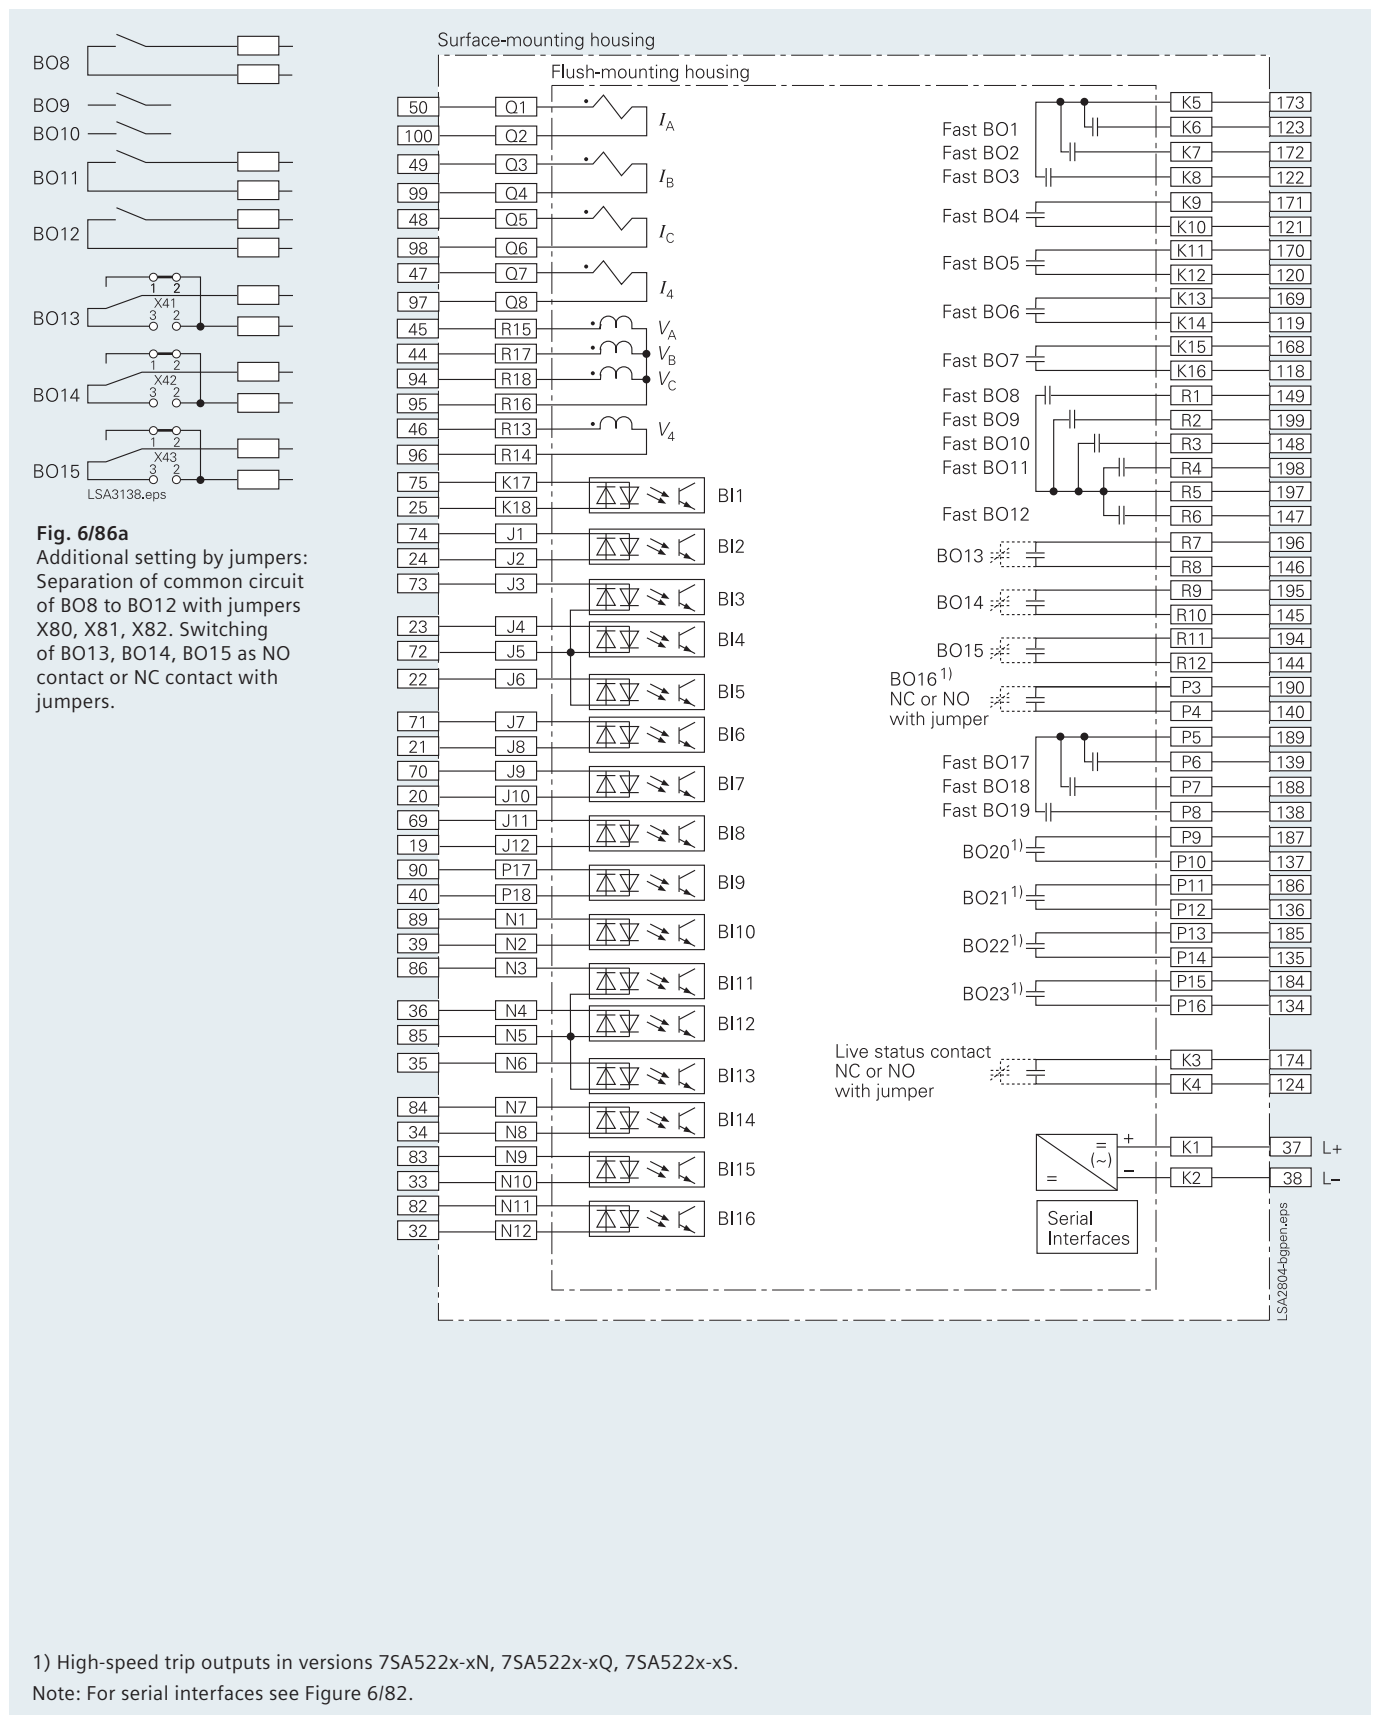 BO8
BO9
BO10
BO11
BO12
1 2
X41
3 2
BO13
1 2
X42
3 2
BO14
1 2
X43
3 2
BO15
LSA3138.eps
Fig. 6/86a
Additional setting by jumpers:
Separation of common circuit
of BO8 to BO12 with jumpers
X80, X81, X82. Switching
of BO13, BO14, BO15 as NO
contact or NC contact with
jumpers.
Surface-mounting housing
Flush-mounting housing
50 Q1
100 Q2
IA
49 Q3
99 Q4
IB
48 Q5
98 Q6
IC
47 Q7
97 Q8
I4
45 R15 VA
44 R17 VB
94 R18 VC
95 R16
46 R13 V4
96 R14
75 K17
25 K18
BI1
74 J1
24 J2
BI2
73 J3
BI3
23 J4
BI4
72 J5
22 J6
BI5
71 J7
21 J8
BI6
70 J9
20 J10
BI7
69 J11
19 J12
BI8
90 P17
40 P18
BI9
89 N1
39 N2
BI10
86 N3
BI11
36 N4
BI12
85 N5
35 N6
BI13
84 N7
34 N8
BI14
83 N9
33 N10
BI15
82 N11
32 N12
BI16
K5 173
Fast BO1 K6 123
Fast BO2 K7 172
Fast BO3 K8 122
K9 171
Fast BO4
K10 121
K11 170
Fast BO5
K12 120
K13 169
Fast BO6
K14 119
K15 168
Fast BO7
K16 118
Fast BO8 R1 149
Fast BO9 R2 199
Fast BO10 R3 148
Fast BO11 R4 198
R5 197
Fast BO12 R6 147
R7 196
BO13
R8 146
R9 195
BO14
R10 145
R11 194
BO15
R12 144
BO16 1)
NC or NO
with jumper
P3 190
P4 140
P5 189
Fast BO17 P6 139
Fast BO18 P7 188
Fast BO19 P8 138
P9 187
BO20 1)
P10 137
P11 186
BO21 1)
P12 136
P13 185
BO22 1)
P14 135
P15 184
BO23 1)
P16 134
Live status contact
NC or NO
with jumper
K3 174
K4 124
= + K1 37 L+
(~)
= – K2 38 L–
Serial
Interfaces
LSA2804-bgpen.eps
1) High-speed trip outputs in versions 7SA522x-xN, 7SA522x-xQ, 7SA522x-xS.
Note: For serial interfaces see Figure 6/82.